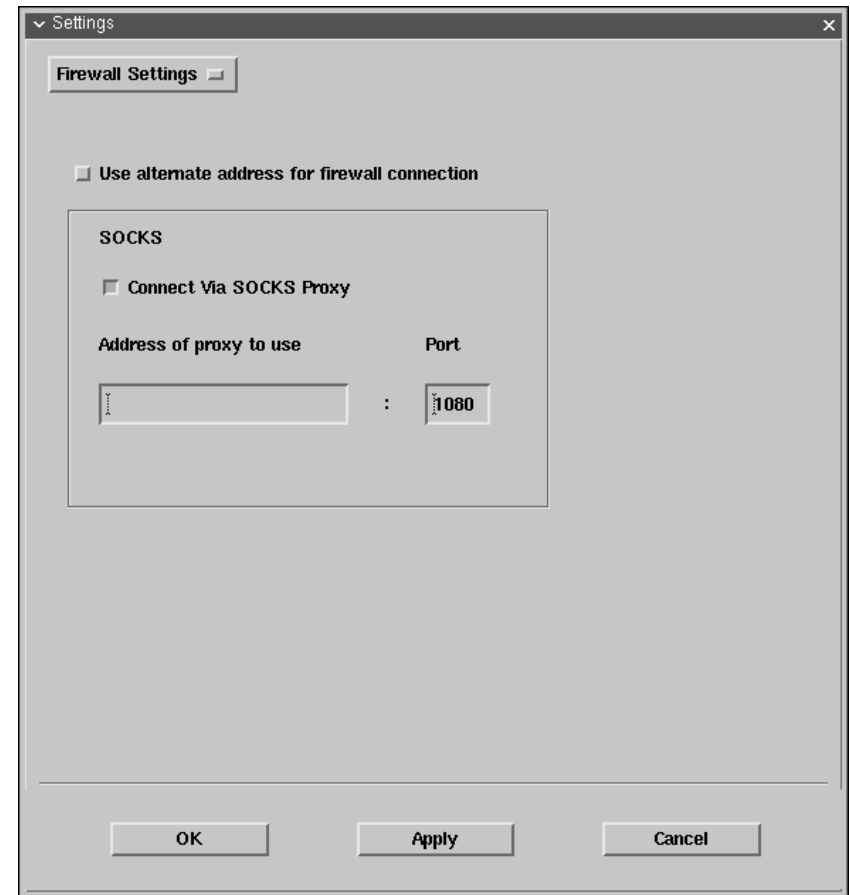 Settings
Firewall Settings
Use alternate address for firewall connection
SOCKS
Connect Via SOCKS Proxy
Address of proxy to use Port
: 1080
OK Apply Cancel